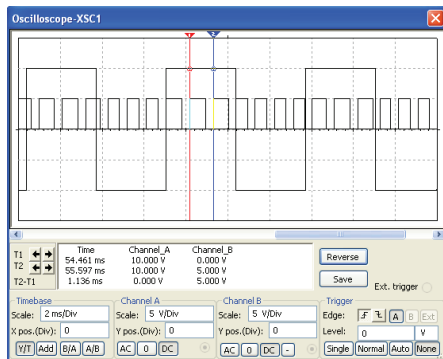 Oscilloscope-XSC1
1 2
Time Channel_A Channel_B
T1 54.461 ms 10.000 V 0.000 V
T2 55.597 ms 10.000 V 5.000 V
T2-T1 1.136 ms 0.000 V 5.000 V
Reverse
Save
Ext. trigger
Timebase Channel A Channel B Trigger
Scale: 2 ms/Div Scale: 5 V/Div Scale: 5 V/Div Edge: A B Ext
X pos.(Div): 0 Y pos.(Div): 0 Y pos.(Div): 0 Level: 0 V
Y/T Add B/A A/B AC 0 DC AC 0 DC - Single Normal Auto None